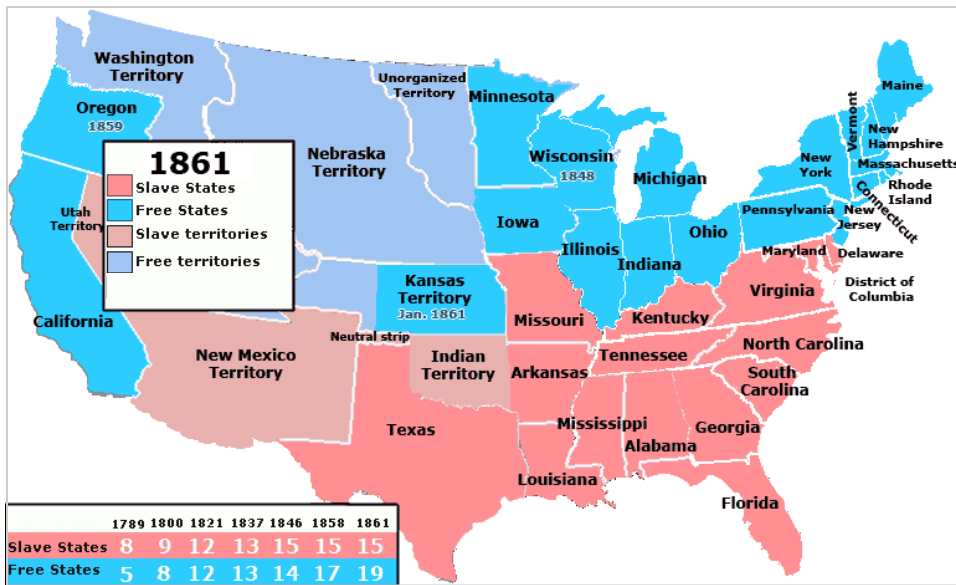 Washington
Territory
Oregon
1859
Unorganized
Territory
Minnesota
Nebraska
Territory
Wisconsin
1848
Michigan
Iowa
Illinois
Indiana
Ohio
Maine
Vermont
New
Hampshire
New
York
Massachusetts
Rhode
Island
Connecticut
Pennsylvania
New
Jersey
Maryland
Delaware
District of
Columbia
1861
Slave States
Free States
Slave territories
Free territories
Utah
Territory
California
Kansas
Territory
Jan. 1861
Neutral strip
New Mexico
Territory
Indian
Territory
Missouri
Kentucky
Virginia
Tennessee
North Carolina
South
Carolina
Arkansas
Mississippi
Alabama
Georgia
Texas
Louisiana
Florida
1789 1800 1821 1837 1846 1858 1861
Slave States 8 9 12 13 15 15 15
Free States 5 8 12 13 14 17 19